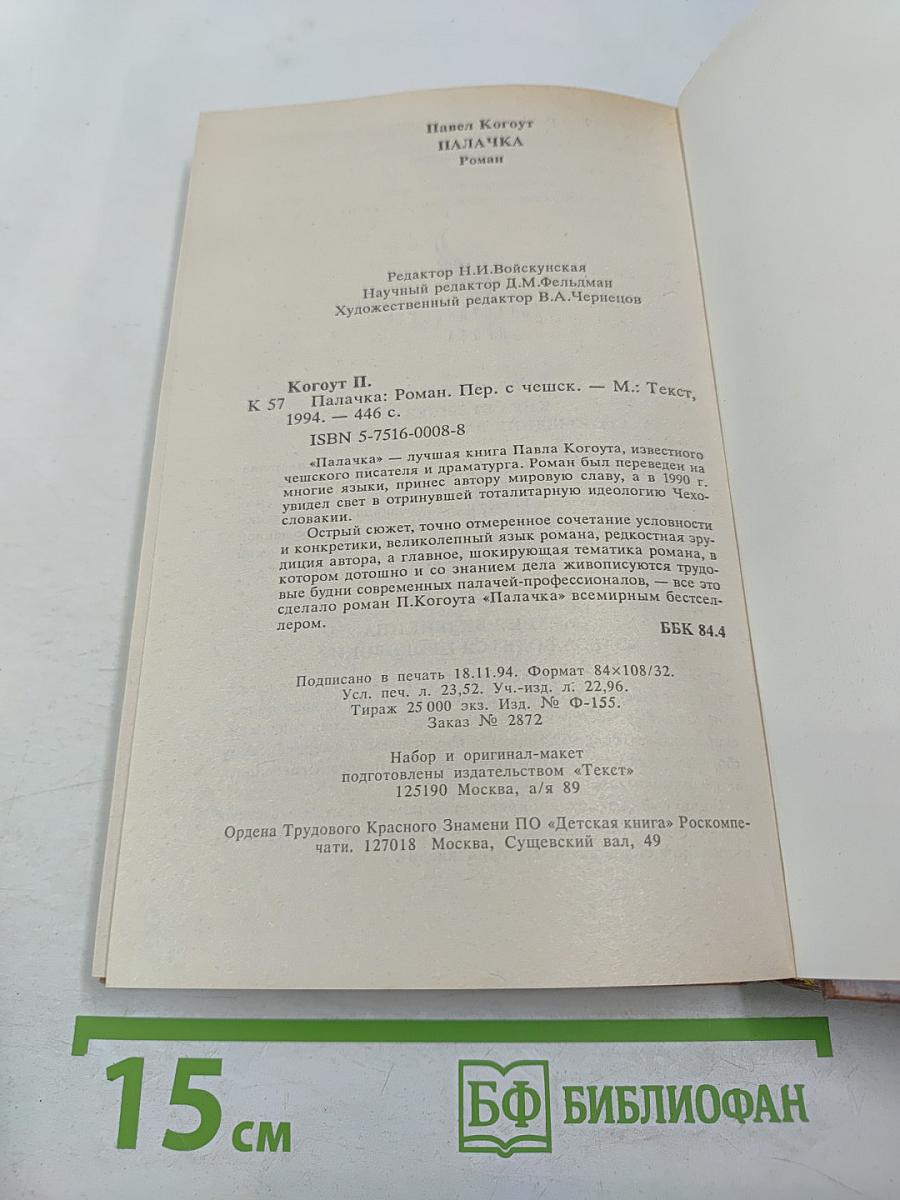 Павел Когоут
ПАЛАЧКА
Роман
Редактор Н.И.Войскунская
Научный редактор Д.М.Фельдман
Художественный редактор В.А.Чернецов
Когоут П.
К 57 Палачка: Роман. Пер. с чешск. — М.: Текст,
1994. — 446 с.
ISBN 5-7516-0008-8
«Палачка» — лучшая книга Павла Когоута, известного
чешского писателя и драматурга. Роман был переведен на
многие языки, принес автору мировую славу, а в 1990 г.
увидел свет в отринувшей тоталитарную идеологию Чехо-
словакии.
Острый сюжет, точно отмеренное сочетание условности
и конкретики, великолепный язык романа, редкостная эру-
диция автора, а главное, шокирующая тематика романа, в
котором дотошно и со знанием дела живописуются трудо-
вые будни современных палачей-профессионалов, — все это
сделало роман П.Когоута «Палачка» всемирным бестсел-
лером.
ББК 84.4
Подписано в печать 18.11.94. Формат 84×108/32.
Усл. печ. л. 23,52. Уч.-изд. л. 22,96.
Тираж 25 000 экз. Изд. № Ф-155.
Заказ № 2872
Набор и оригинал-макет
подготовлены издательством «Текст»
125190 Москва, а/я 89
Ордена Трудового Красного Знамени ПО «Детская книга» Роскомпе-
чати. 127018 Москва, Сущевский вал, 49
15 см
БФ БИБЛИОФАН